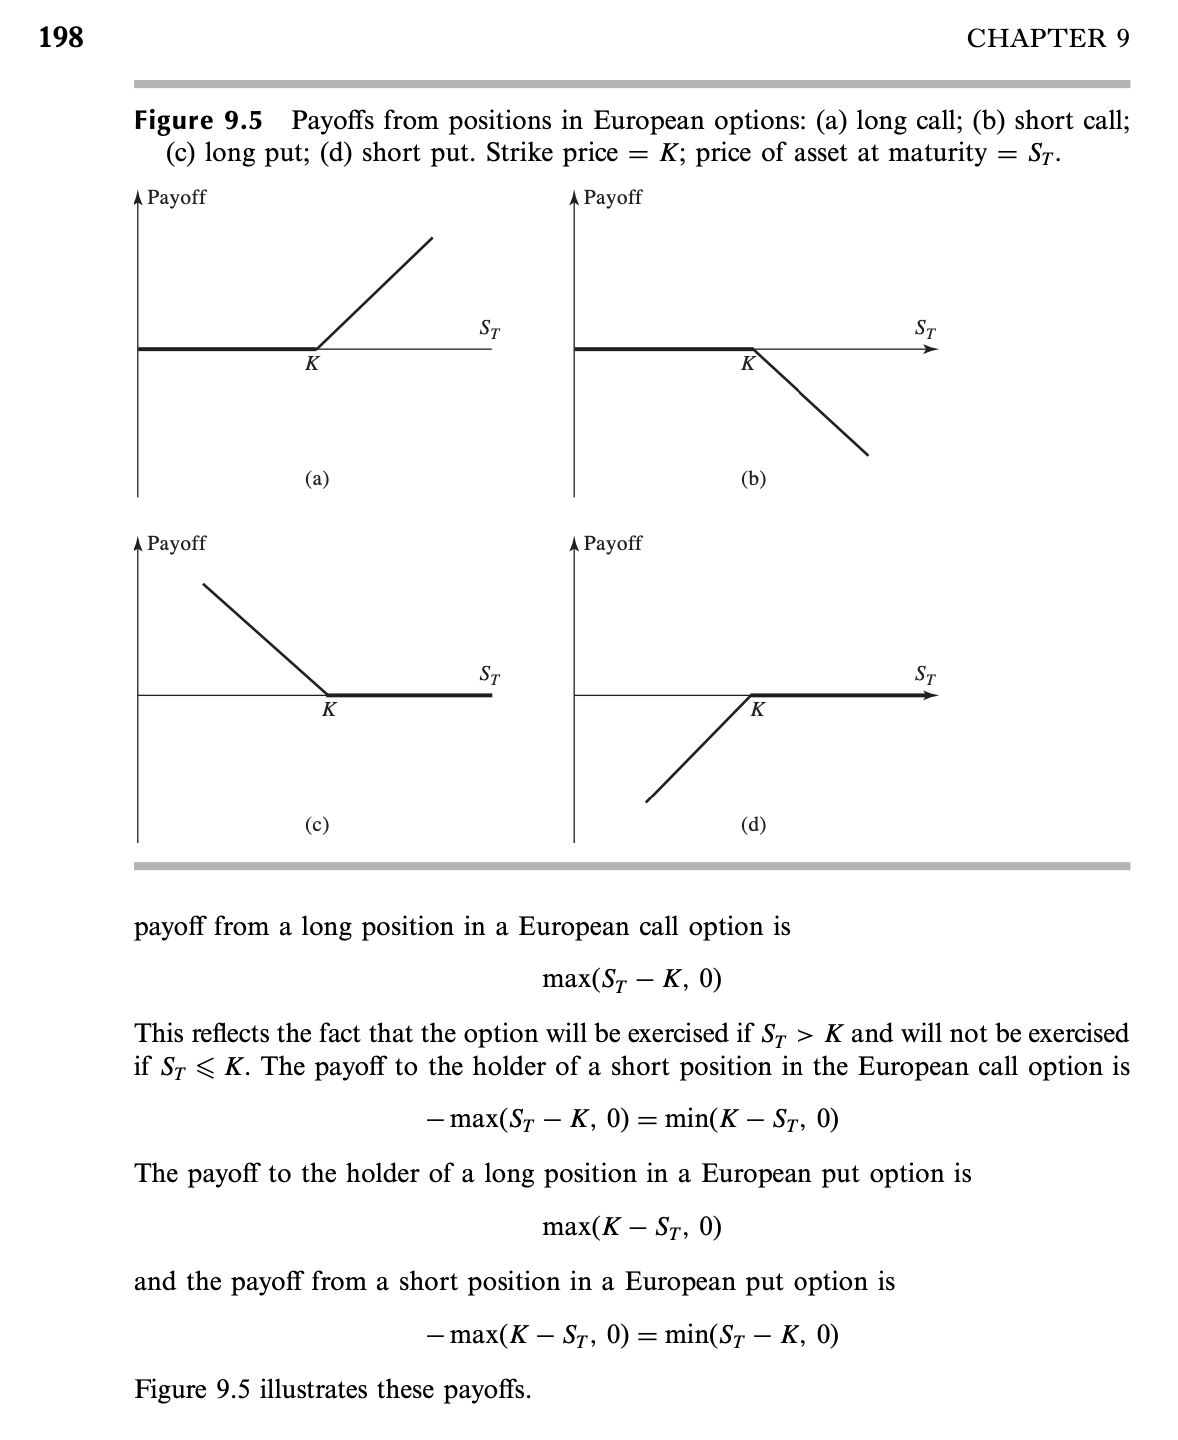 198
CHAPTER 9
Figure 9.5 Payoffs from positions in European options: (a) long call; (b) short call;
(c) long put; (d) short put. Strike price = K; price of asset at maturity = S_T.
Payoff
S_T
K
(a)
Payoff
S_T
K
(b)
Payoff
S_T
K
(c)
Payoff
S_T
K
(d)
payoff from a long position in a European call option is
max(S_T − K, 0)
This reflects the fact that the option will be exercised if S_T > K and will not be exercised
if S_T ⩽ K. The payoff to the holder of a short position in the European call option is
− max(S_T − K, 0) = min(K − S_T, 0)
The payoff to the holder of a long position in a European put option is
max(K − S_T, 0)
and the payoff from a short position in a European put option is
− max(K − S_T, 0) = min(S_T − K, 0)
Figure 9.5 illustrates these payoffs.